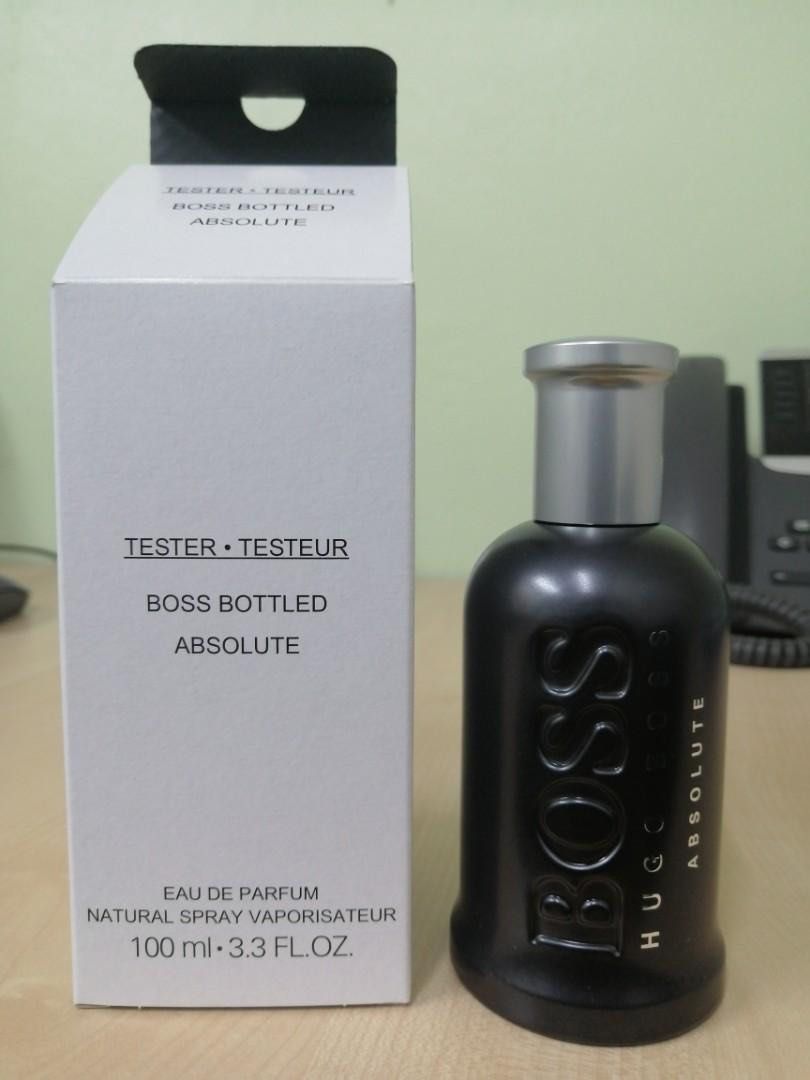 TESTER • TESTEUR
BOSS BOTTLED
ABSOLUTE
TESTER • TESTEUR
BOSS BOTTLED
ABSOLUTE
EAU DE PARFUM
NATURAL SPRAY VAPORISATEUR
100 ml • 3.3 FL.OZ.
BOSS
HUGO BOSS
ABSOLUTE